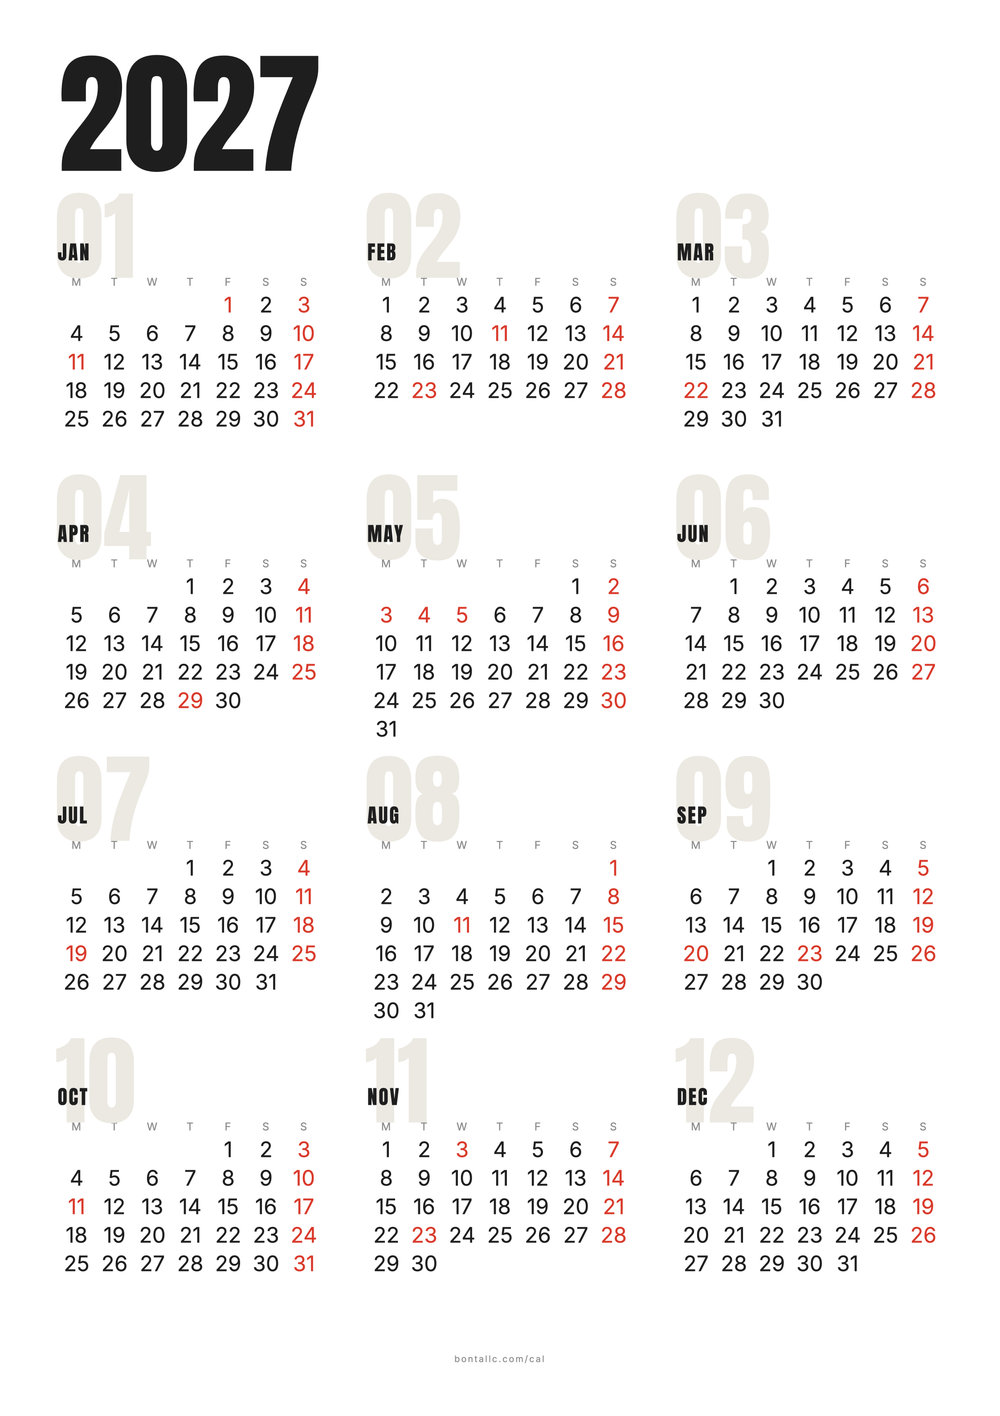 2027
01
JAN
M T W T F S S
1 2 3
4 5 6 7 8 9 10
11 12 13 14 15 16 17
18 19 20 21 22 23 24
25 26 27 28 29 30 31
02
FEB
M T W T F S S
1 2 3 4 5 6 7
8 9 10 11 12 13 14
15 16 17 18 19 20 21
22 23 24 25 26 27 28
03
MAR
M T W T F S S
1 2 3 4 5 6 7
8 9 10 11 12 13 14
15 16 17 18 19 20 21
22 23 24 25 26 27 28
29 30 31
04
APR
M T W T F S S
1 2 3 4
5 6 7 8 9 10 11
12 13 14 15 16 17 18
19 20 21 22 23 24 25
26 27 28 29 30
05
MAY
M T W T F S S
1 2
3 4 5 6 7 8 9
10 11 12 13 14 15 16
17 18 19 20 21 22 23
24 25 26 27 28 29 30
31
06
JUN
M T W T F S S
1 2 3 4 5 6
7 8 9 10 11 12 13
14 15 16 17 18 19 20
21 22 23 24 25 26 27
28 29 30
07
JUL
M T W T F S S
1 2 3 4
5 6 7 8 9 10 11
12 13 14 15 16 17 18
19 20 21 22 23 24 25
26 27 28 29 30 31
08
AUG
M T W T F S S
1
2 3 4 5 6 7 8
9 10 11 12 13 14 15
16 17 18 19 20 21 22
23 24 25 26 27 28 29
30 31
09
SEP
M T W T F S S
1 2 3 4 5
6 7 8 9 10 11 12
13 14 15 16 17 18 19
20 21 22 23 24 25 26
27 28 29 30
10
OCT
M T W T F S S
1 2 3
4 5 6 7 8 9 10
11 12 13 14 15 16 17
18 19 20 21 22 23 24
25 26 27 28 29 30 31
11
NOV
M T W T F S S
1 2 3 4 5 6 7
8 9 10 11 12 13 14
15 16 17 18 19 20 21
22 23 24 25 26 27 28
29 30
12
DEC
M T W T F S S
1 2 3 4 5
6 7 8 9 10 11 12
13 14 15 16 17 18 19
20 21 22 23 24 25 26
27 28 29 30 31
bontallc.com/cal